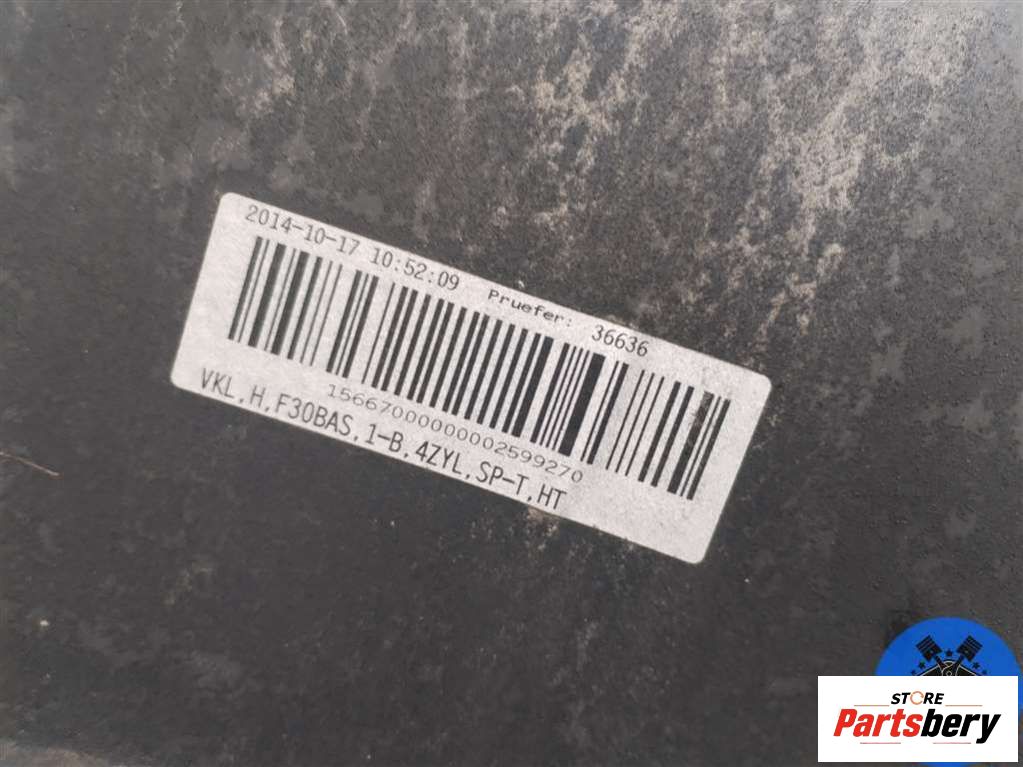 2014-10-17 10:52:09 Pruefer: 36636
1566700000002599270
VKL,H,F30BAS,1-B,4ZYL,SP-T,HT
STORE
Partsbery